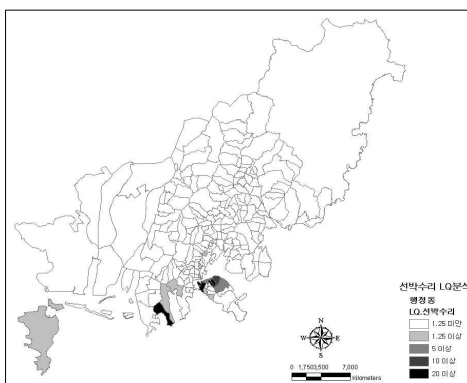 선박수리 LQ분석
행정동
LQ.선박수리
1.25 미만
1.25 이상
5 이상
10 이상
20 이상
N
W E
S
0 1,7503,500 7,000
Kilometers